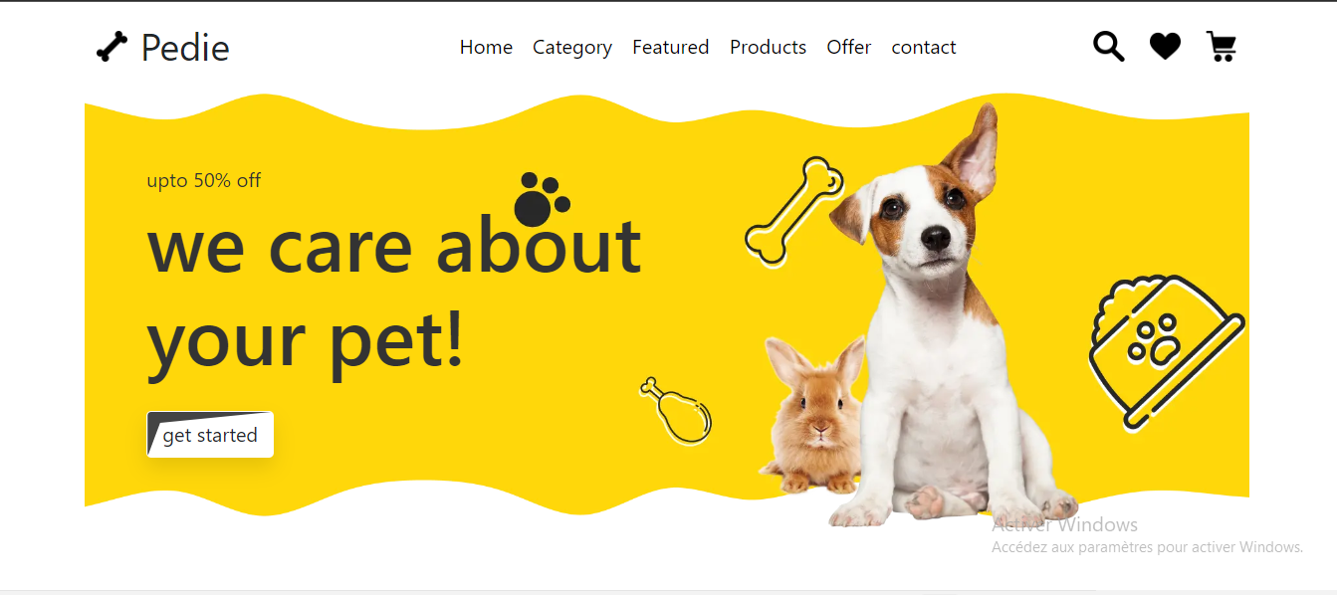 Pedie
Home Category Featured Products Offer contact
upto 50% off
we care about
your pet!
get started
Activer Windows
Accédez aux paramètres pour activer Windows.